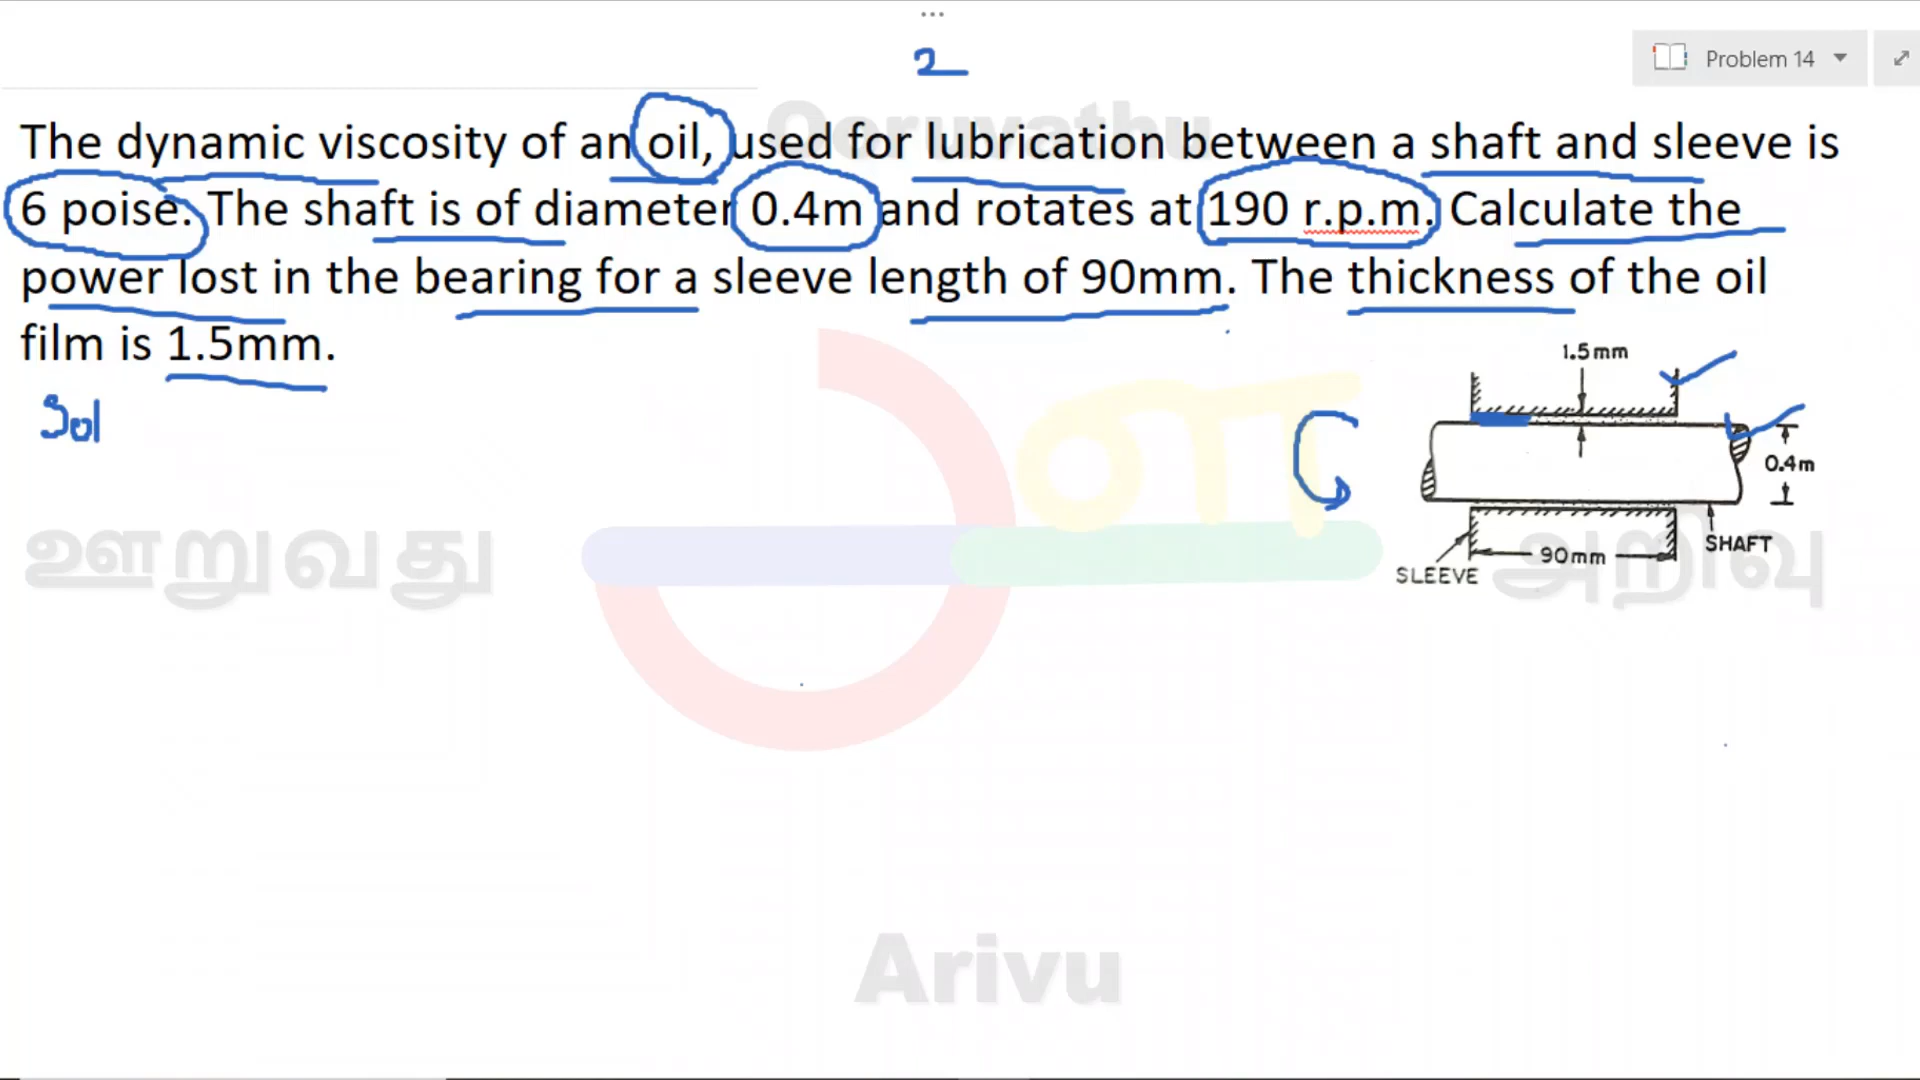 ...
2
Problem 14
Ooruvathu
The dynamic viscosity of an oil, used for lubrication between a shaft and sleeve is
6 poise. The shaft is of diameter 0.4m and rotates at 190 r.p.m. Calculate the
power lost in the bearing for a sleeve length of 90mm. The thickness of the oil
film is 1.5mm.
1.5mm
Sol
0.4m
ஊறுவது
90mm
SHAFT
SLEEVE
அறிவு
Arivu